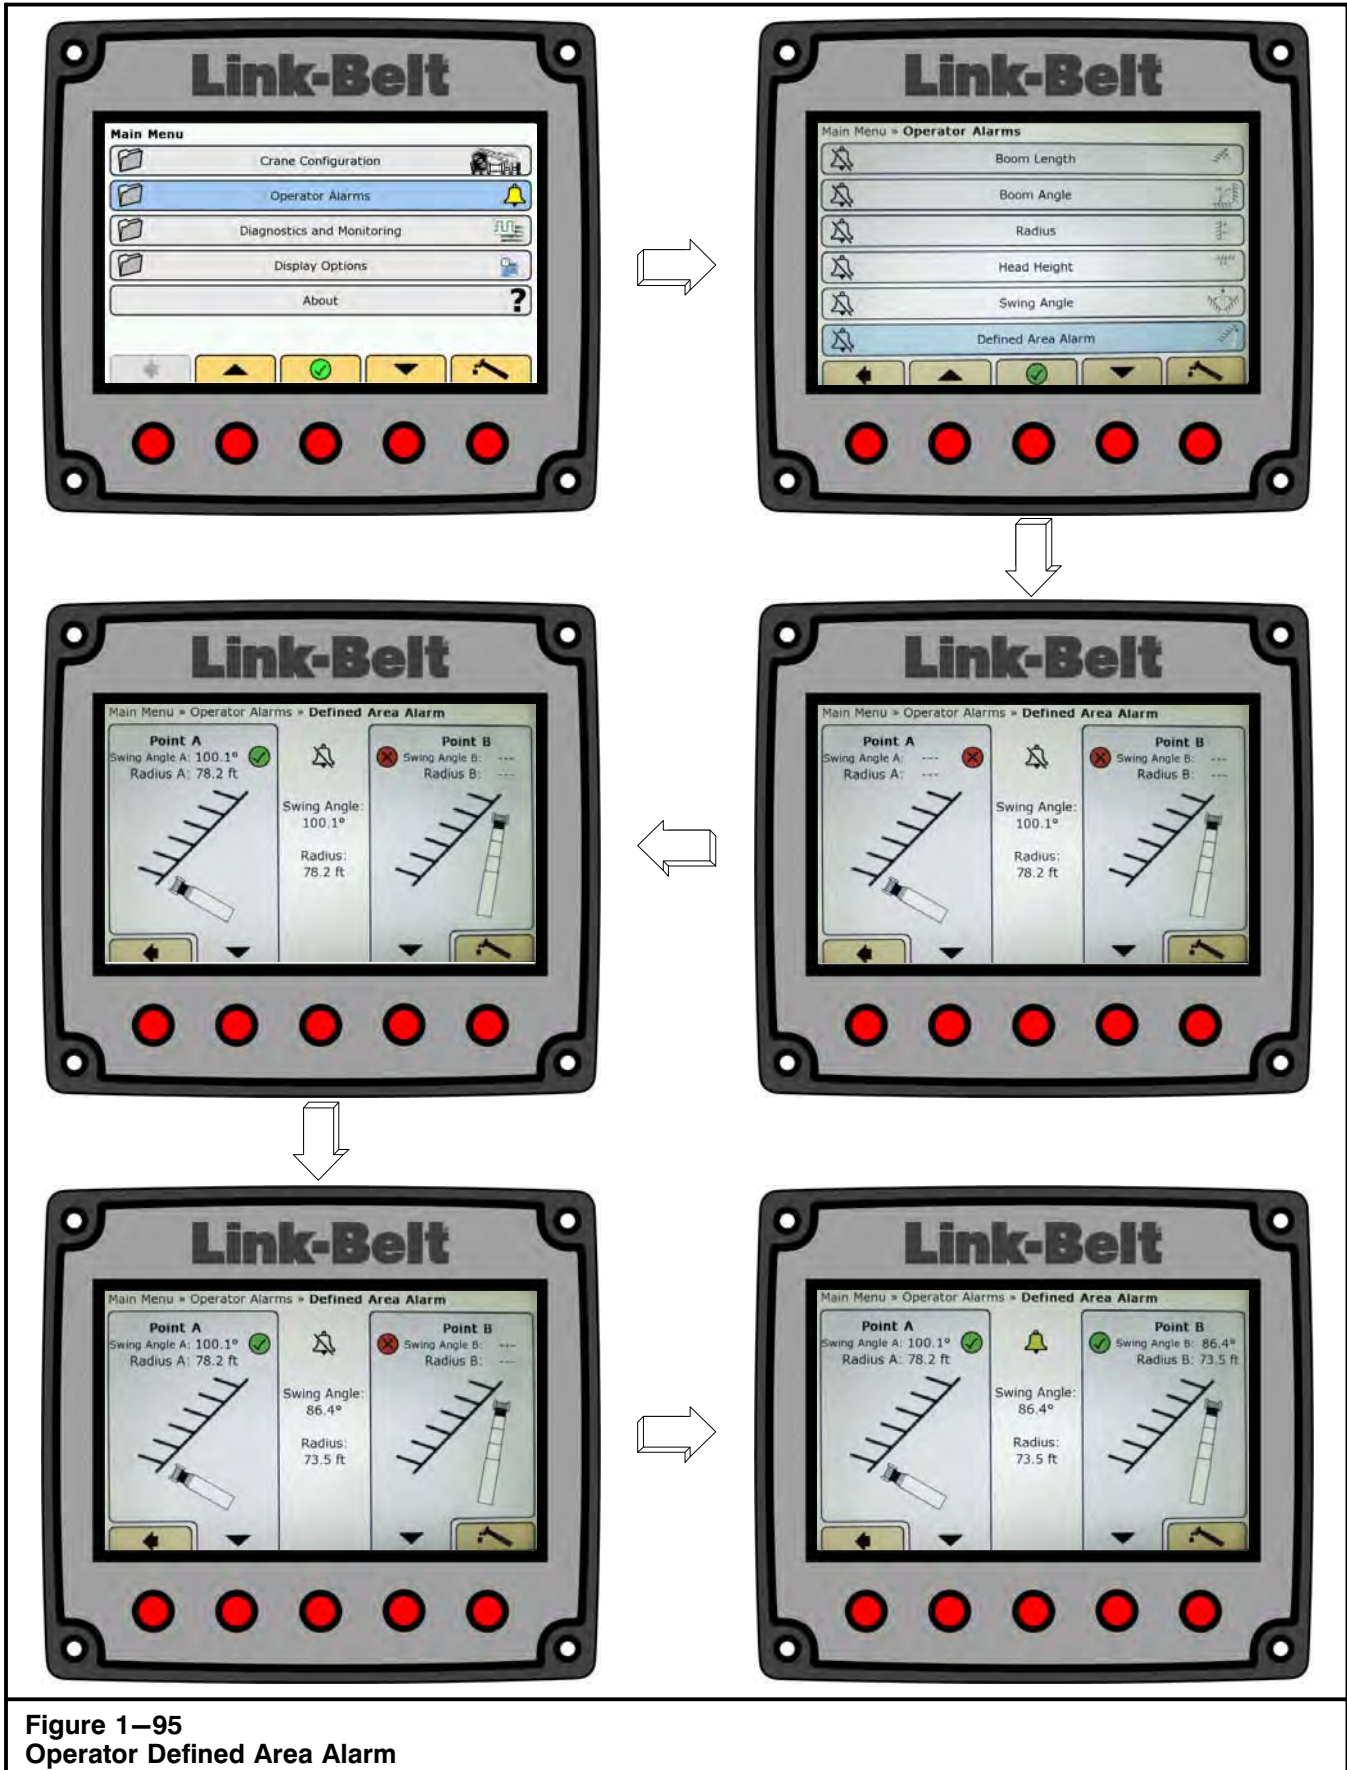 Link-Belt
Main Menu
Crane Configuration
Operator Alarms
Diagnostics and Monitoring
Display Options
About
?
Link-Belt
Main Menu » Operator Alarms
Boom Length
Boom Angle
Radius
Head Height
Swing Angle
Defined Area Alarm
Link-Belt
Main Menu » Operator Alarms » Defined Area Alarm
Point A
Swing Angle A: ---
Radius A: ---
Swing Angle:
100.1°
Radius:
78.2 ft
Point B
Swing Angle B: ---
Radius B: ---
Link-Belt
Main Menu » Operator Alarms » Defined Area Alarm
Point A
Swing Angle A: 100.1°
Radius A: 78.2 ft
Swing Angle:
100.1°
Radius:
78.2 ft
Point B
Swing Angle B: ---
Radius B: ---
Link-Belt
Main Menu » Operator Alarms » Defined Area Alarm
Point A
Swing Angle A: 100.1°
Radius A: 78.2 ft
Swing Angle:
86.4°
Radius:
73.5 ft
Point B
Swing Angle B: ---
Radius B: ---
Link-Belt
Main Menu » Operator Alarms » Defined Area Alarm
Point A
Swing Angle A: 100.1°
Radius A: 78.2 ft
Swing Angle:
86.4°
Radius:
73.5 ft
Point B
Swing Angle B: 86.4°
Radius B: 73.5 ft
Figure 1—95
Operator Defined Area Alarm